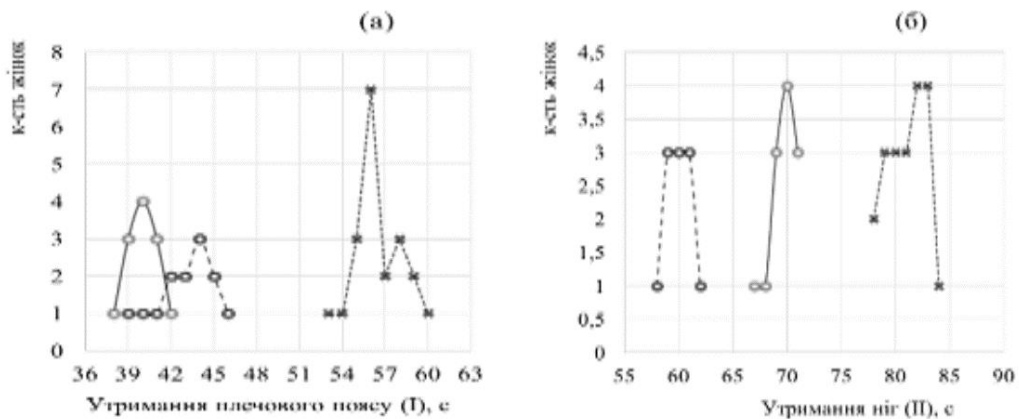 (а)
к-сть жінок
8
7
6
5
4
3
2
1
0
36 39 42 45 48 51 54 57 60 63
Утримання плечового поясу (I), с
(б)
к-сть жінок
4,5
4
3,5
3
2,5
2
1,5
1
0,5
0
55 60 65 70 75 80 85 90
Утримання ніг (II), с